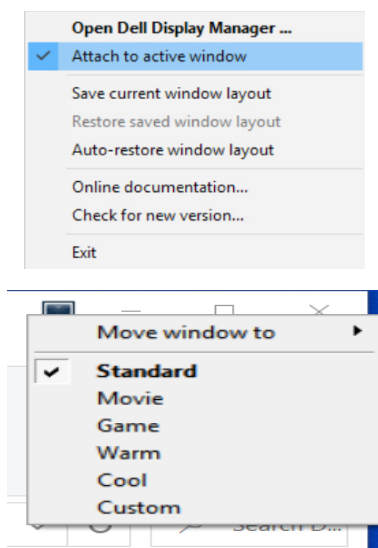 Open Dell Display Manager ...
Attach to active window
Save current window layout
Restore saved window layout
Auto-restore window layout
Online documentation...
Check for new version...
Exit
Move window to
Standard
Movie
Game
Warm
Cool
Custom
Search D...